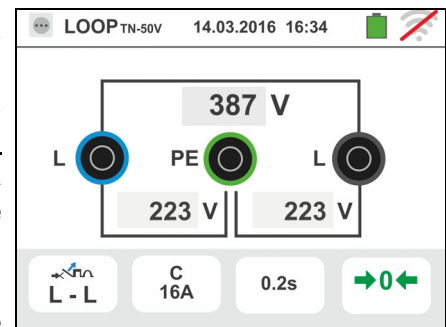 LOOP TN-50V 14.03.2016 16:34
387 V
L PE L
223 V 223 V
L - L C 16A 0.2s →0←